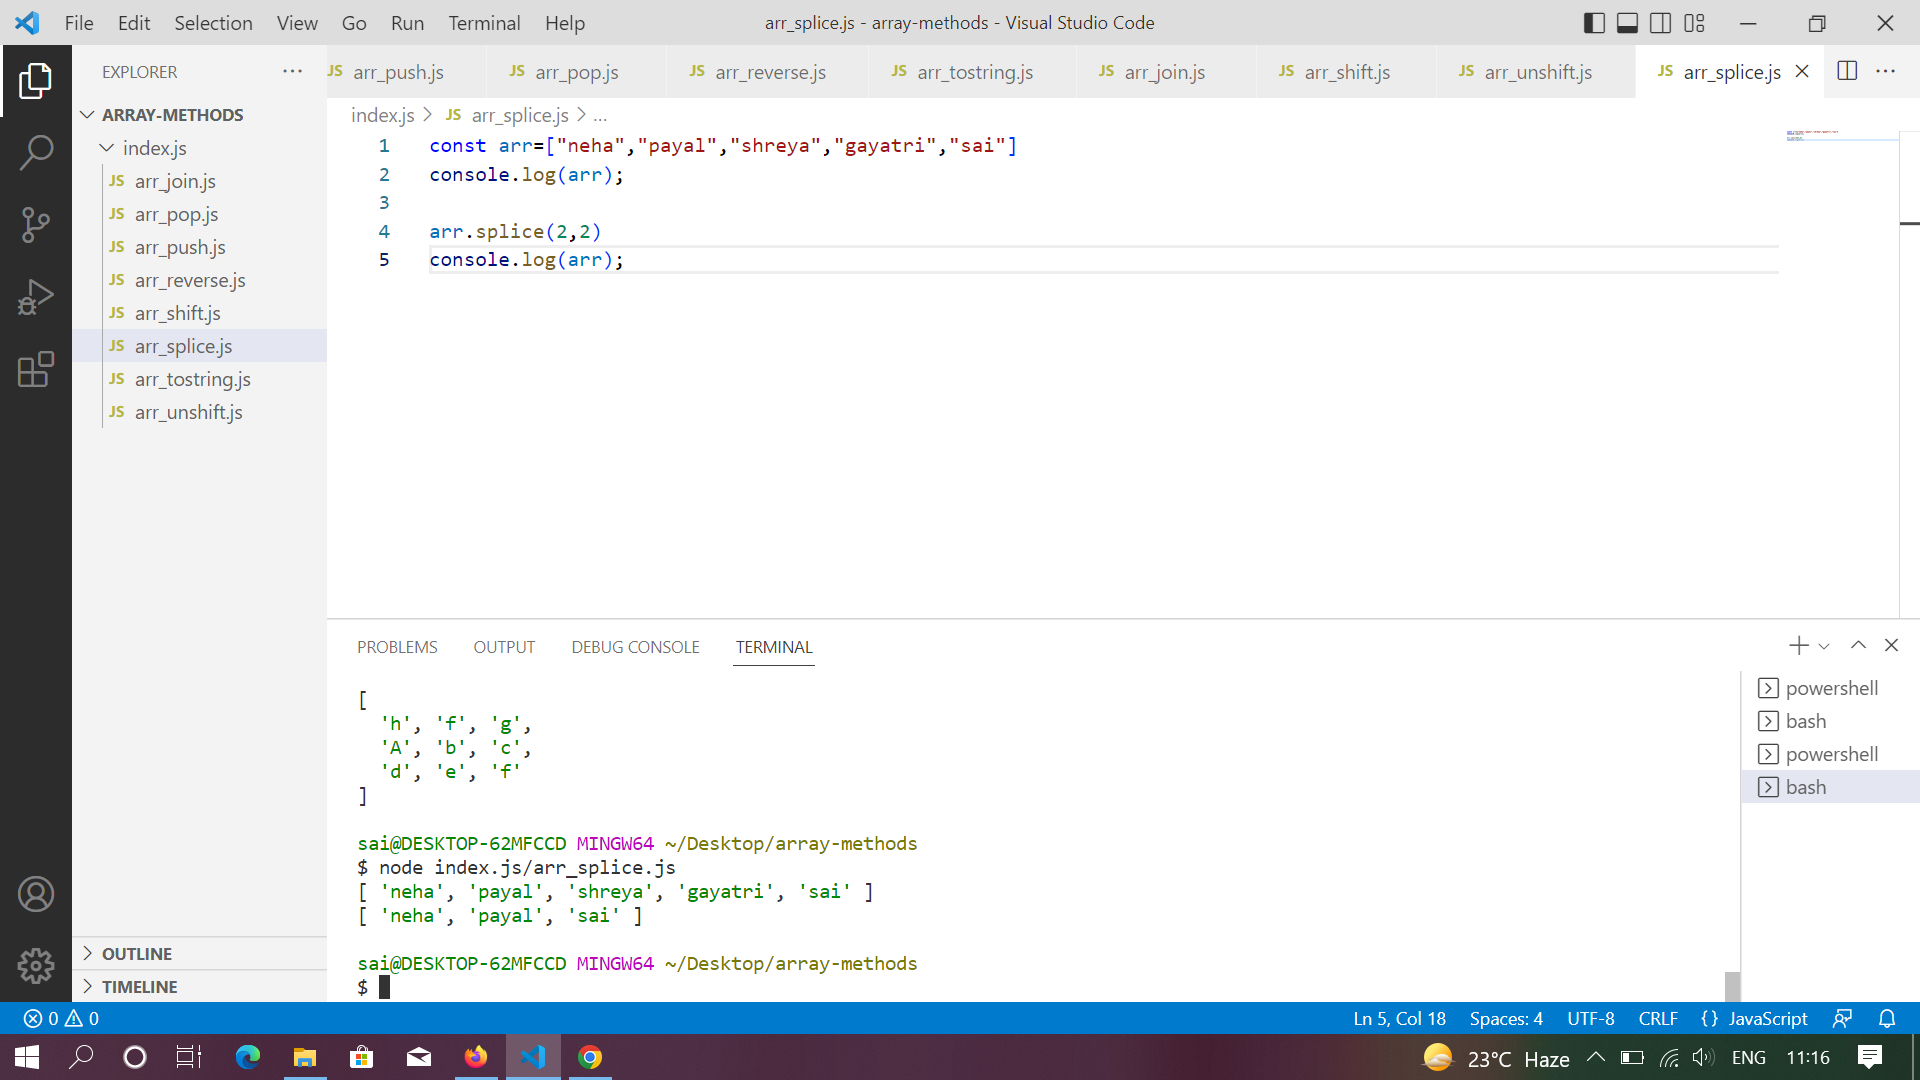 File Edit Selection View Go Run Terminal Help
arr_splice.js - array-methods - Visual Studio Code
EXPLORER
ARRAY-METHODS
index.js
JS arr_join.js
JS arr_pop.js
JS arr_push.js
JS arr_reverse.js
JS arr_shift.js
JS arr_splice.js
JS arr_tostring.js
JS arr_unshift.js
OUTLINE
TIMELINE
JS arr_push.js JS arr_pop.js JS arr_reverse.js JS arr_tostring.js JS arr_join.js JS arr_shift.js JS arr_unshift.js JS arr_splice.js
index.js > JS arr_splice.js > ...
1 const arr=["neha","payal","shreya","gayatri","sai"]
2 console.log(arr);
3
4 arr.splice(2,2)
5 console.log(arr);
PROBLEMS OUTPUT DEBUG CONSOLE TERMINAL
[
'h', 'f', 'g',
'A', 'b', 'c',
'd', 'e', 'f'
]
sai@DESKTOP-62MFCCD MINGW64 ~/Desktop/array-methods
$ node index.js/arr_splice.js
[ 'neha', 'payal', 'shreya', 'gayatri', 'sai' ]
[ 'neha', 'payal', 'sai' ]
sai@DESKTOP-62MFCCD MINGW64 ~/Desktop/array-methods
$
powershell
bash
powershell
bash
0 0
Ln 5, Col 18 Spaces: 4 UTF-8 CRLF {} JavaScript
23°C Haze ENG 11:16